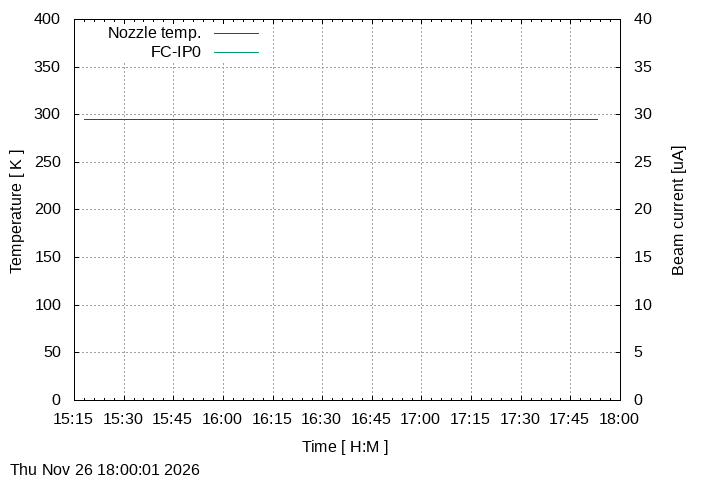 400 40
Nozzle temp.
FC-IP0
350 35
300 30
250 25
200 20
150 15
100 10
50 5
0 0
Temperature [ K ]
Beam current [uA]
15:15 15:30 15:45 16:00 16:15 16:30 16:45 17:00 17:15 17:30 17:45 18:00
Time [ H:M ]
Thu Nov 26 18:00:01 2026